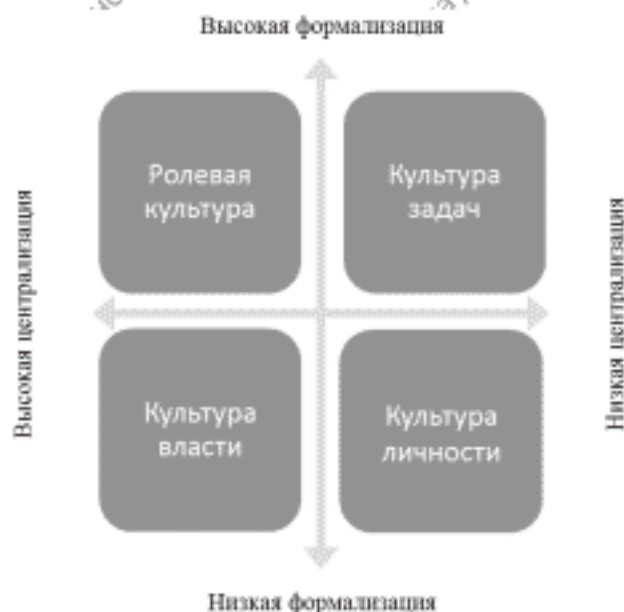 Высокая формализация
Ролевая
культура
Культура
задач
Высокая централизация
Низкая централизация
Культура
власти
Культура
личности
Низкая формализация